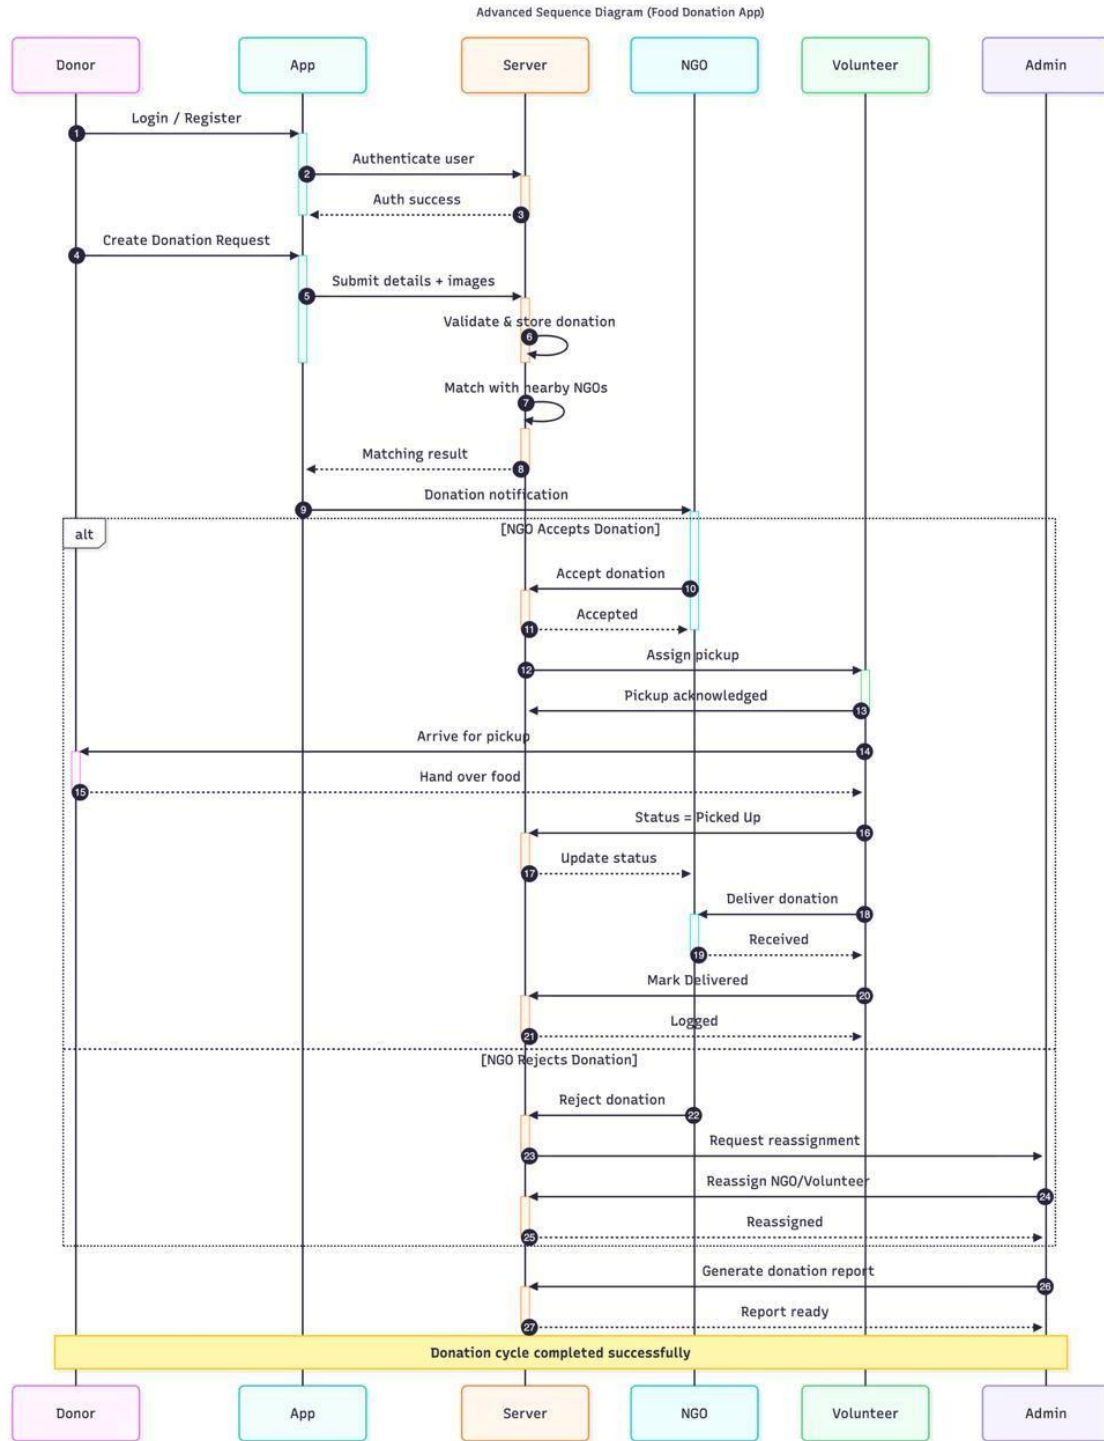 Advanced Sequence Diagram (Food Donation App)
Donor App Server NGO Volunteer Admin
1 Login / Register
2 Authenticate user
Auth success 3
4 Create Donation Request
5 Submit details + images
Validate & store donation
6
Match with nearby NGOs
7
Matching result 8
9 Donation notification
alt [NGO Accepts Donation]
Accept donation 10
11 Accepted
12 Assign pickup
Pickup acknowledged 13
Arrive for pickup 14
15 Hand over food
Status = Picked Up 16
17 Update status
Deliver donation 18
19 Received
Mark Delivered 20
21 Logged
[NGO Rejects Donation]
Reject donation 22
23 Request reassignment
Reassign NGO/Volunteer 24
25 Reassigned
Generate donation report 26
27 Report ready
Donation cycle completed successfully
Donor App Server NGO Volunteer Admin